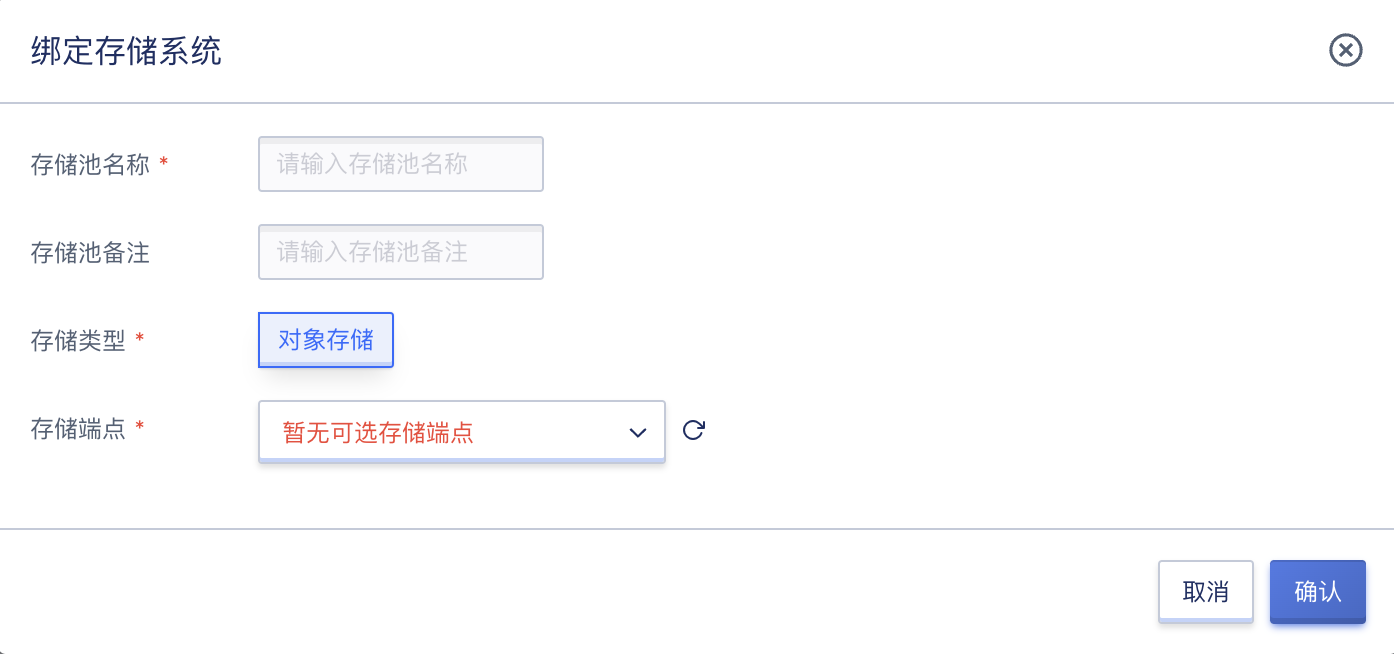 绑定存储系统
存储池名称 *
请输入存储池名称
存储池备注
请输入存储池备注
存储类型 *
对象存储
存储端点 *
暂无可选存储端点
取消
确认